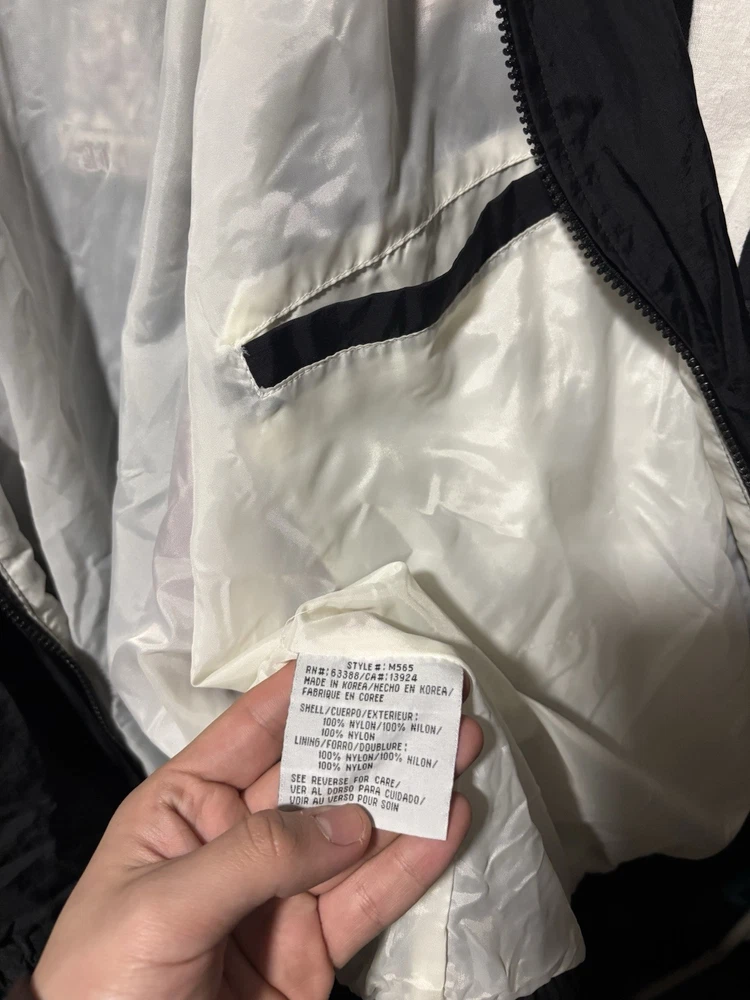 STYLE#:M565
RN#:63388/CA#:13924
MADE IN KOREA/HECHO EN KOREA/
FABRIQUE EN COREE
SHELL/CUERPO/EXTERIEUR:
100% NYLON/100% NILON/
100% NYLON
LINING/FORRO/DOUBLURE:
100% NYLON/100% NILON/
100% NYLON
SEE REVERSE FOR CARE/
VER AL DORSO PARA CUIDADO/
VOIR AU VERSO POUR SOIN